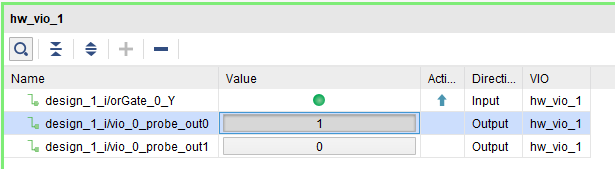 hw_vio_1
Name Value Acti... Directi... VIO
design_1_i/orGate_0_Y Input hw_vio_1
design_1_i/vio_0_probe_out0 1 Output hw_vio_1
design_1_i/vio_0_probe_out1 0 Output hw_vio_1